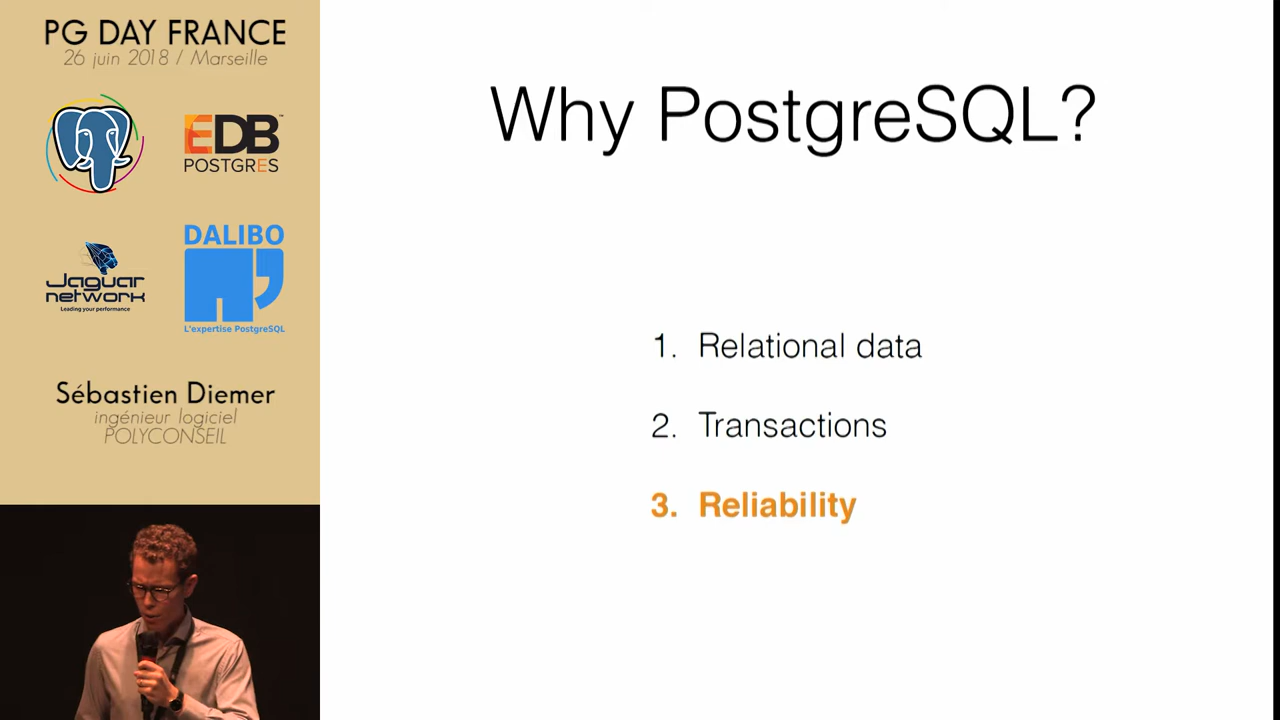 PG DAY FRANCE
26 juin 2018 / Marseille
EDB™
POSTGRES
Jaguar
network
Leading your performance
DALIBO
L'expertise PostgreSQL
Sébastien Diemer
ingénieur logiciel
POLYCONSEIL
Why PostgreSQL?
1. Relational data
2. Transactions
3. Reliability